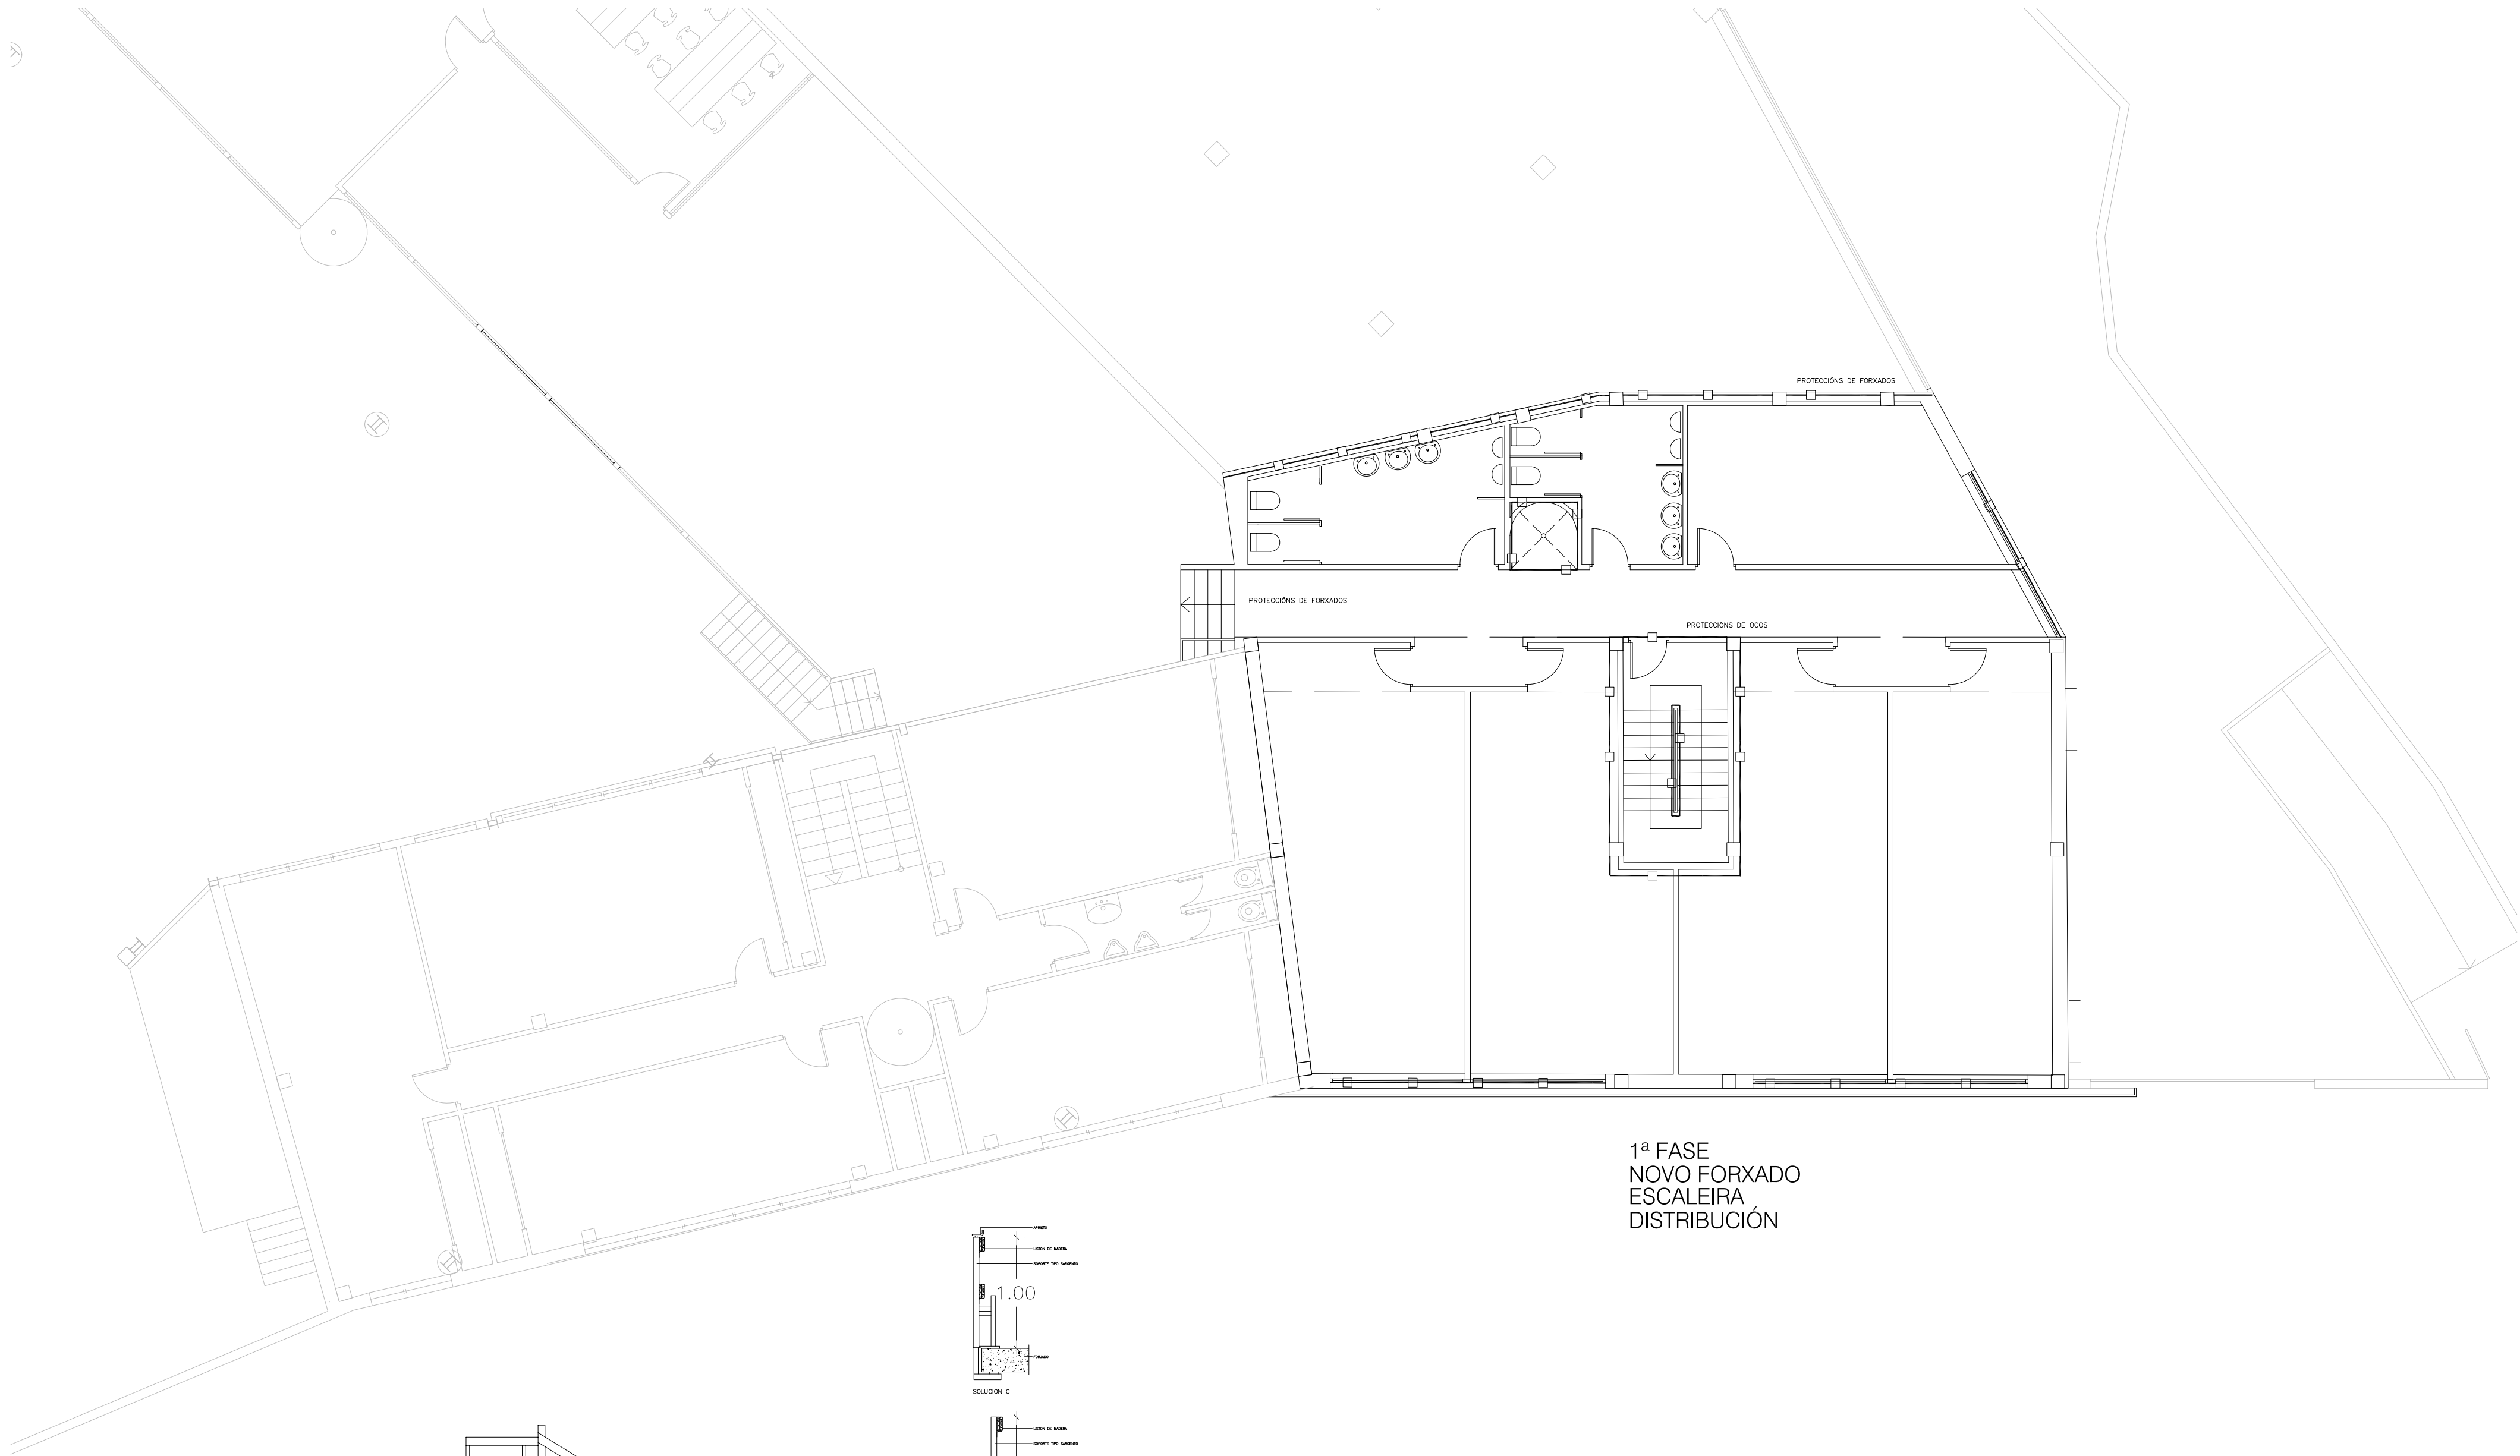 PROTECCIÓNS DE FORXADOS
PROTECCIÓNS DE FORXADOS
PROTECCIÓNS DE OCOS
1ª FASE
NOVO FORXADO
ESCALEIRA
DISTRIBUCIÓN
APRIETO
LISTON DE MADERA
SOPORTE TIPO SARGENTO
1.00
FORJADO
SOLUCION C
LISTON DE MADERA
SOPORTE TIPO SARGENTO